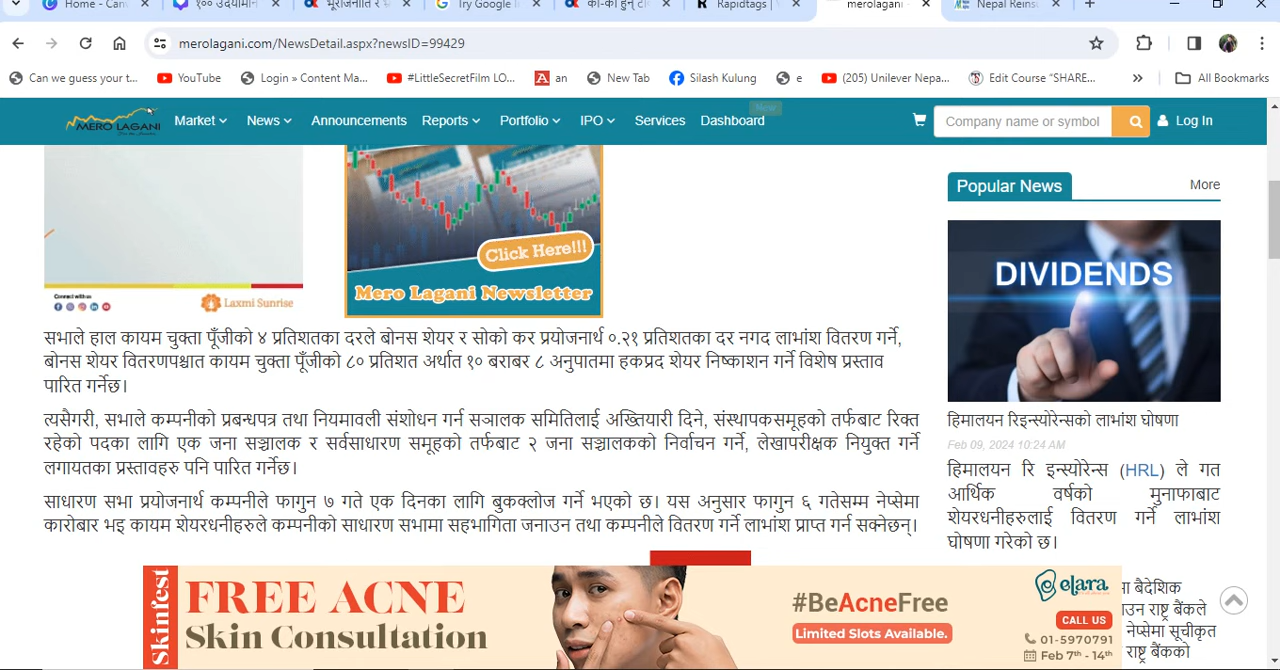 Home - Can
१०० उद्यमीम
भूराजनीति र भ
Try Google
को-को हुन् टा
Rapidtags |
merolagani -
Nepal Reins
merolagani.com/NewsDetail.aspx?newsID=99429
Can we guess your t...
YouTube
Login » Content Ma...
#LittleSecretFilm LO...
an
New Tab
Silash Kulung
e
(205) Unilever Nepa...
Edit Course "SHARE...
All Bookmarks
MERO LAGANI
Market
News
Announcements
Reports
Portfolio
IPO
Services
Dashboard
New
Company name or symbol
Log In
Connect with us
Laxmi Sunrise
Click Here!!!
Mero Lagani Newsletter
सभाले हाल कायम चुक्ता पूँजीको ४ प्रतिशतका दरले बोनस शेयर र सोको कर प्रयोजनार्थ ०.२१ प्रतिशतका दर नगद लाभांश वितरण गर्ने,
बोनस शेयर वितरणपश्चात कायम चुक्ता पूँजीको ८० प्रतिशत अर्थात १० बराबर ८ अनुपातमा हकप्रद शेयर निष्काशन गर्ने विशेष प्रस्ताव
पारित गर्नेछ।
त्यसैगरी, सभाले कम्पनीको प्रबन्धपत्र तथा नियमावली संशोधन गर्न सञालक समितिलाई अख्तियारी दिने, संस्थापकसमूहको तर्फबाट रिक्त
रहेको पदका लागि एक जना सञ्चालक र सर्वसाधारण समूहको तर्फबाट २ जना सञ्चालकको निर्वाचन गर्ने, लेखापरीक्षक नियुक्त गर्ने
लगायतका प्रस्तावहरु पनि पारित गर्नेछ।
साधारण सभा प्रयोजनार्थ कम्पनीले फागुन ७ गते एक दिनका लागि बुकक्लोज गर्ने भएको छ। यस अनुसार फागुन ६ गतेसम्म नेप्सेमा
कारोबार भइ कायम शेयरधनीहरुले कम्पनीको साधारण सभामा सहभागिता जनाउन तथा कम्पनीले वितरण गर्ने लाभांश प्राप्त गर्न सक्नेछन्।
Popular News
More
DIVIDENDS
हिमालयन रिइन्स्योरेन्सको लाभांश घोषणा
Feb 09, 2024 10:24 AM
हिमालयन रि इन्स्योरेन्स (HRL) ले गत
आर्थिक वर्षको मुनाफाबाट
शेयरधनीहरुलाई वितरण गर्ने लाभांश
घोषणा गरेको छ।
मा बैदेशिक
राष्ट्र बैंकले
नेप्सेमा सूचीकृत
राष्ट्र बैंकको
Skinfest
FREE ACNE
Skin Consultation
#BeAcneFree
Limited Slots Available.
elara
CALL US
01-5970791
Feb 7th - 14th